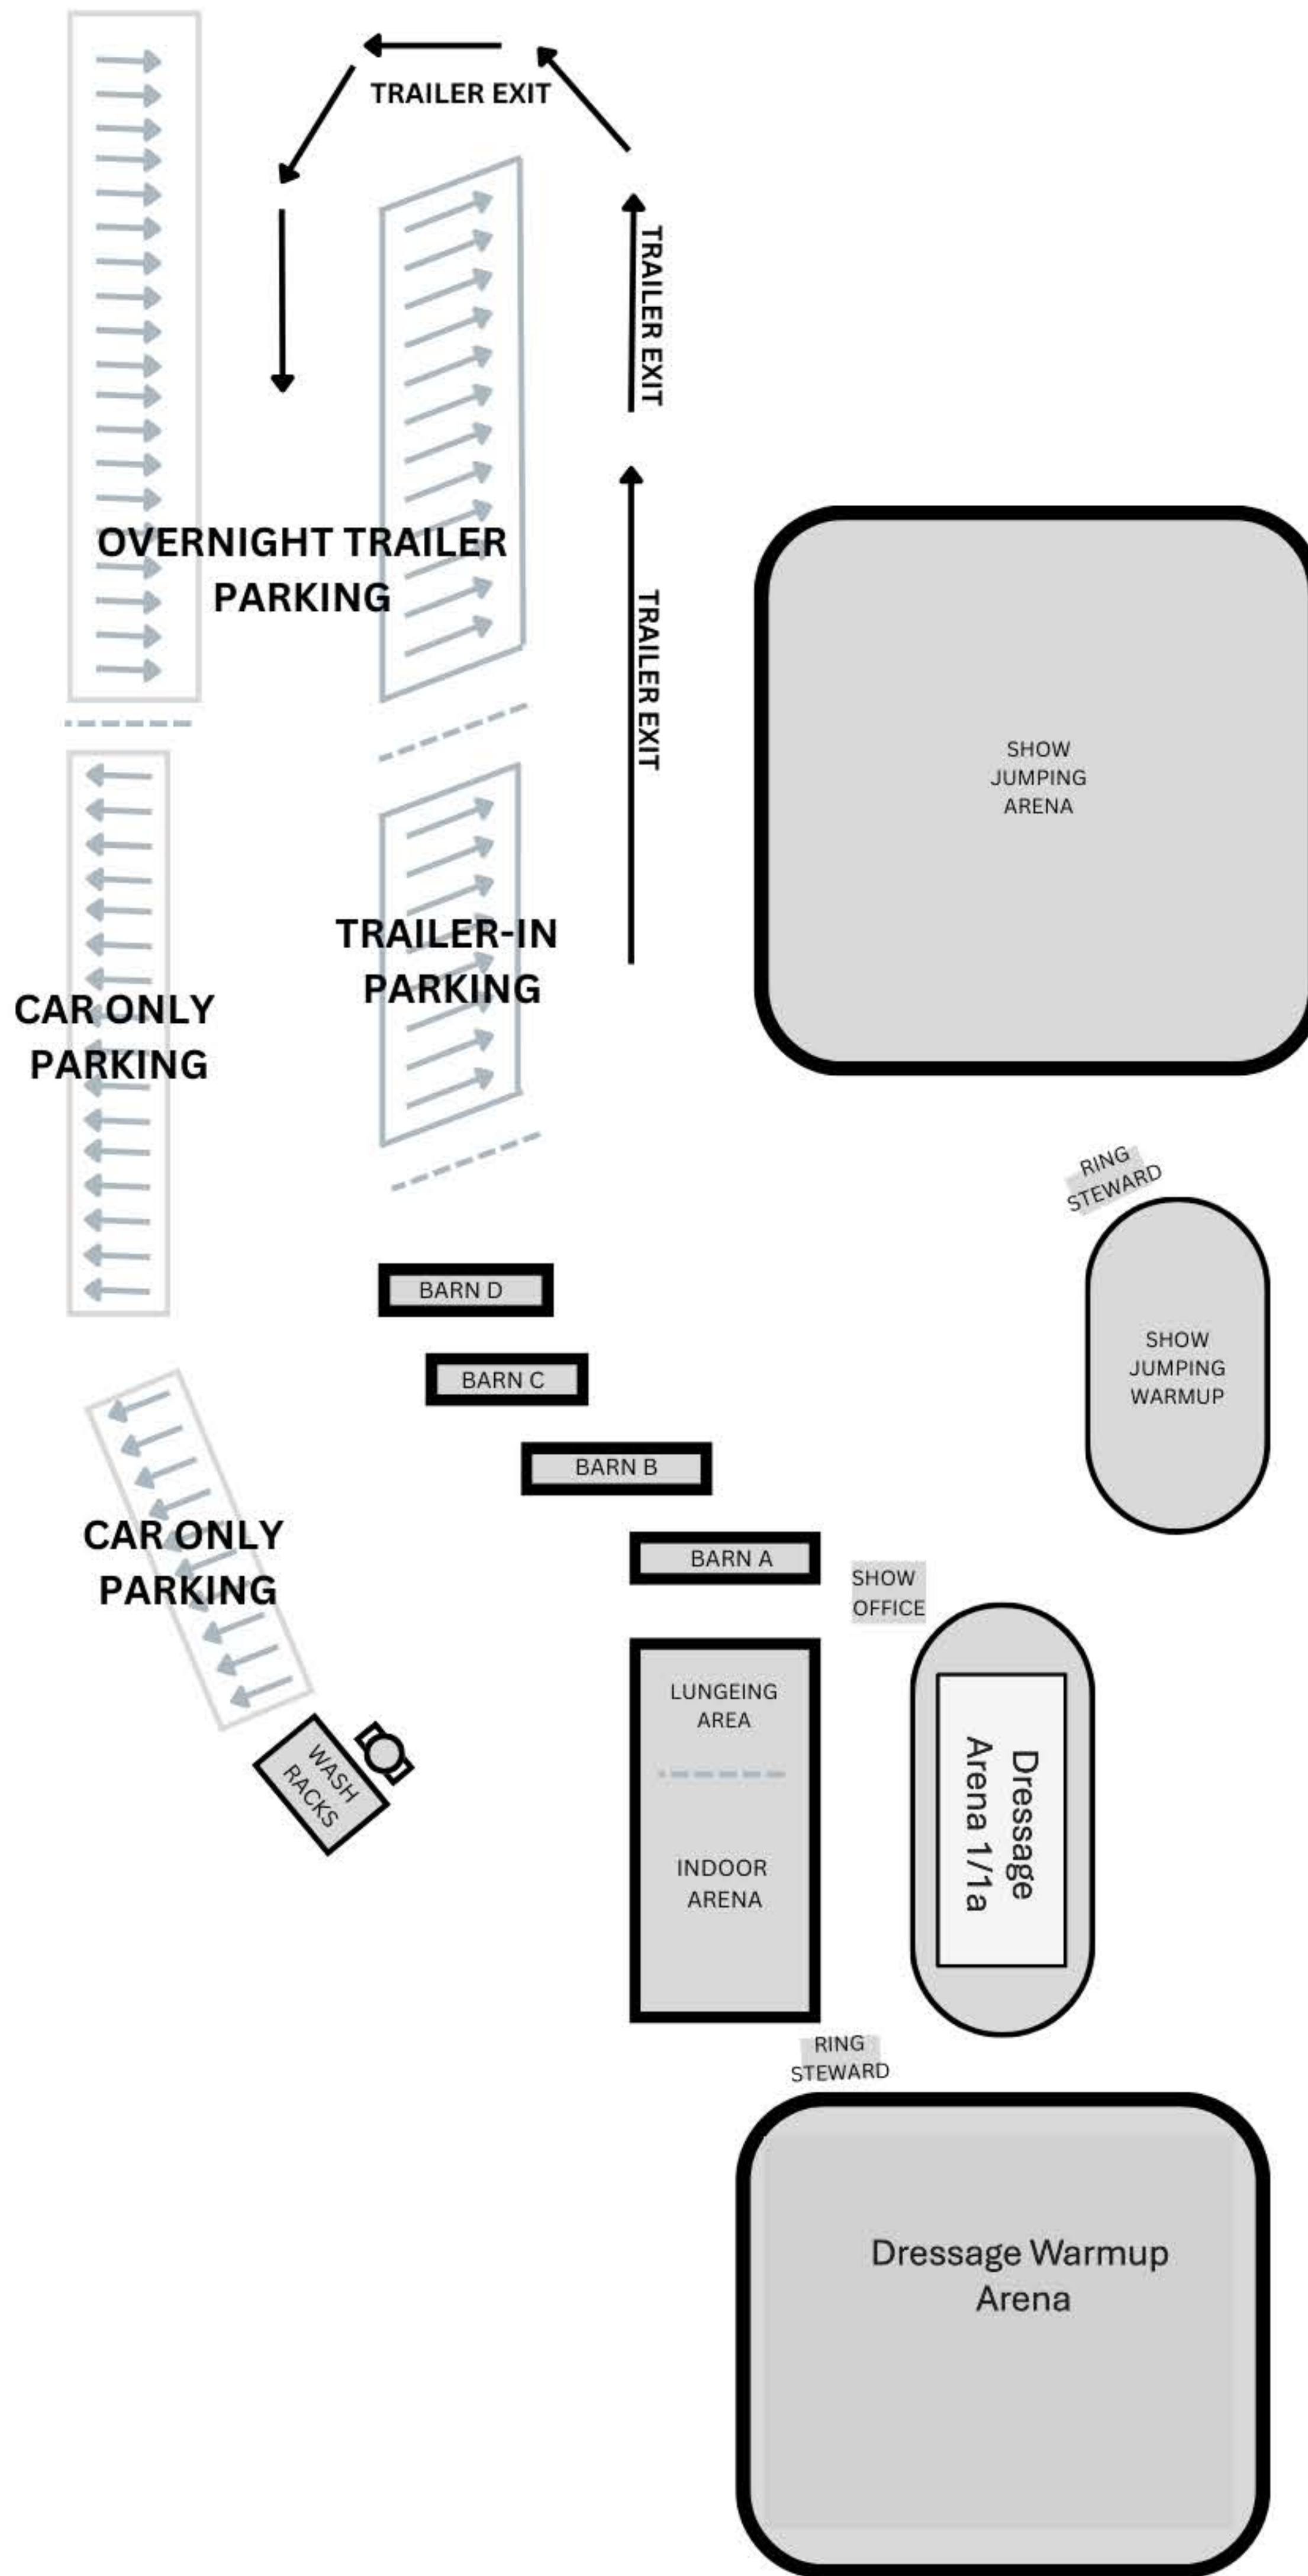 TRAILER EXIT
TRAILER EXIT
OVERNIGHT TRAILER
PARKING
TRAILER EXIT
SHOW
JUMPING
ARENA
TRAILER-IN
PARKING
CAR ONLY
PARKING
RING
STEWARD
BARN D
SHOW
JUMPING
WARMUP
BARN C
BARN B
CAR ONLY
PARKING
BARN A
SHOW
OFFICE
LUNGEING
AREA
WASH
RACKS
Dressage
Arena 1/1a
INDOOR
ARENA
RING
STEWARD
Dressage Warmup
Arena